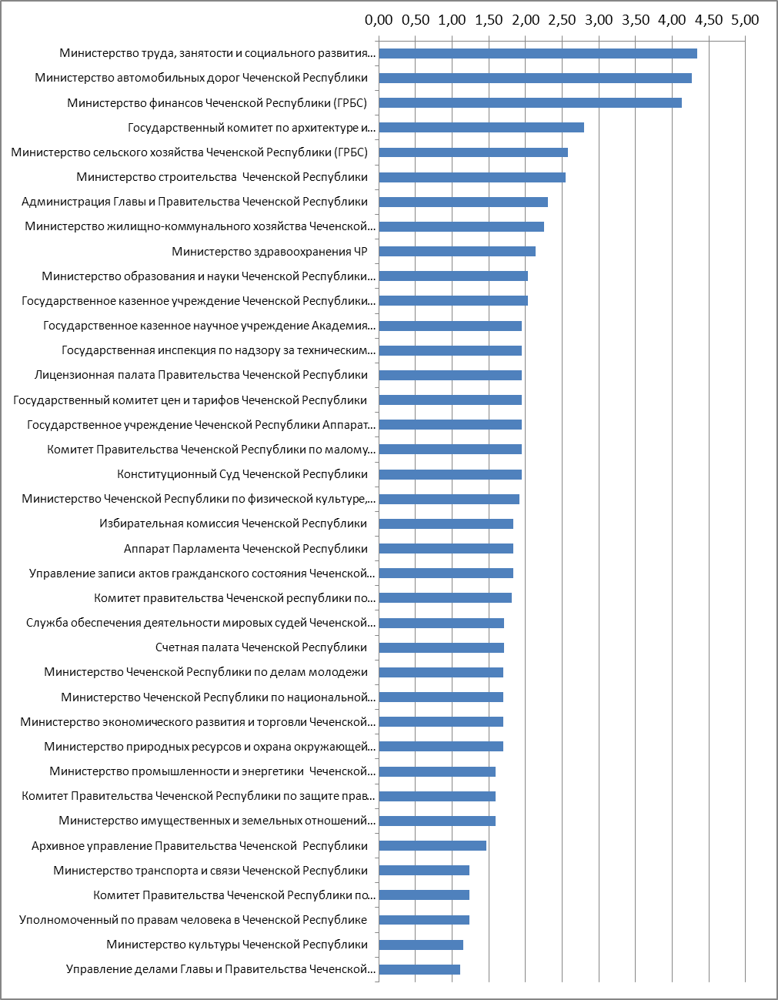 0,00 0,50 1,00 1,50 2,00 2,50 3,00 3,50 4,00 4,50 5,00
Министерство труда, занятости и социального развития...
Министерство автомобильных дорог Чеченской Республики
Министерство финансов Чеченской Республики (ГРБС)
Государственный комитет по архитектуре и...
Министерство сельского хозяйства Чеченской Республики (ГРБС)
Министерство строительства  Чеченской Республики
Администрация Главы и Правительства Чеченской Республики
Министерство жилищно-коммунального хозяйства Чеченской...
Министерство здравоохранения ЧР
Министерство образования и науки Чеченской Республики...
Государственное казенное учреждение Чеченской Республики...
Государственное казенное научное учреждение Академия...
Государственная инспекция по надзору за техническим...
Лицензионная палата Правительства Чеченской Республики
Государственный комитет цен и тарифов Чеченской Республики
Государственное учреждение Чеченской Республики Аппарат...
Комитет Правительства Чеченской Республики по малому...
Конституционный Суд Чеченской Республики
Министерство Чеченской Республики по физической культуре,...
Избирательная комиссия Чеченской Республики
Аппарат Парламента Чеченской Республики
Управление записи актов гражданского состояния Чеченской...
Комитет правительства Чеченской республики по...
Служба обеспечения деятельности мировых судей Чеченской...
Счетная палата Чеченской Республики
Министерство Чеченской Республики по делам молодежи
Министерство Чеченской Республики по национальной...
Министерство экономического развития и торговли Чеченской...
Министерство природных ресурсов и охрана окружающей...
Министерство промышленности и энергетики  Чеченской...
Комитет Правительства Чеченской Республики по защите прав...
Министерство имущественных и земельных отношений...
Архивное управление Правительства Чеченской  Республики
Министерство транспорта и связи Чеченской Республики
Комитет Правительства Чеченской Республики по...
Уполномоченный по правам человека в Чеченской Республике
Министерство культуры Чеченской Республики
Управление делами Главы и Правительства Чеченской...